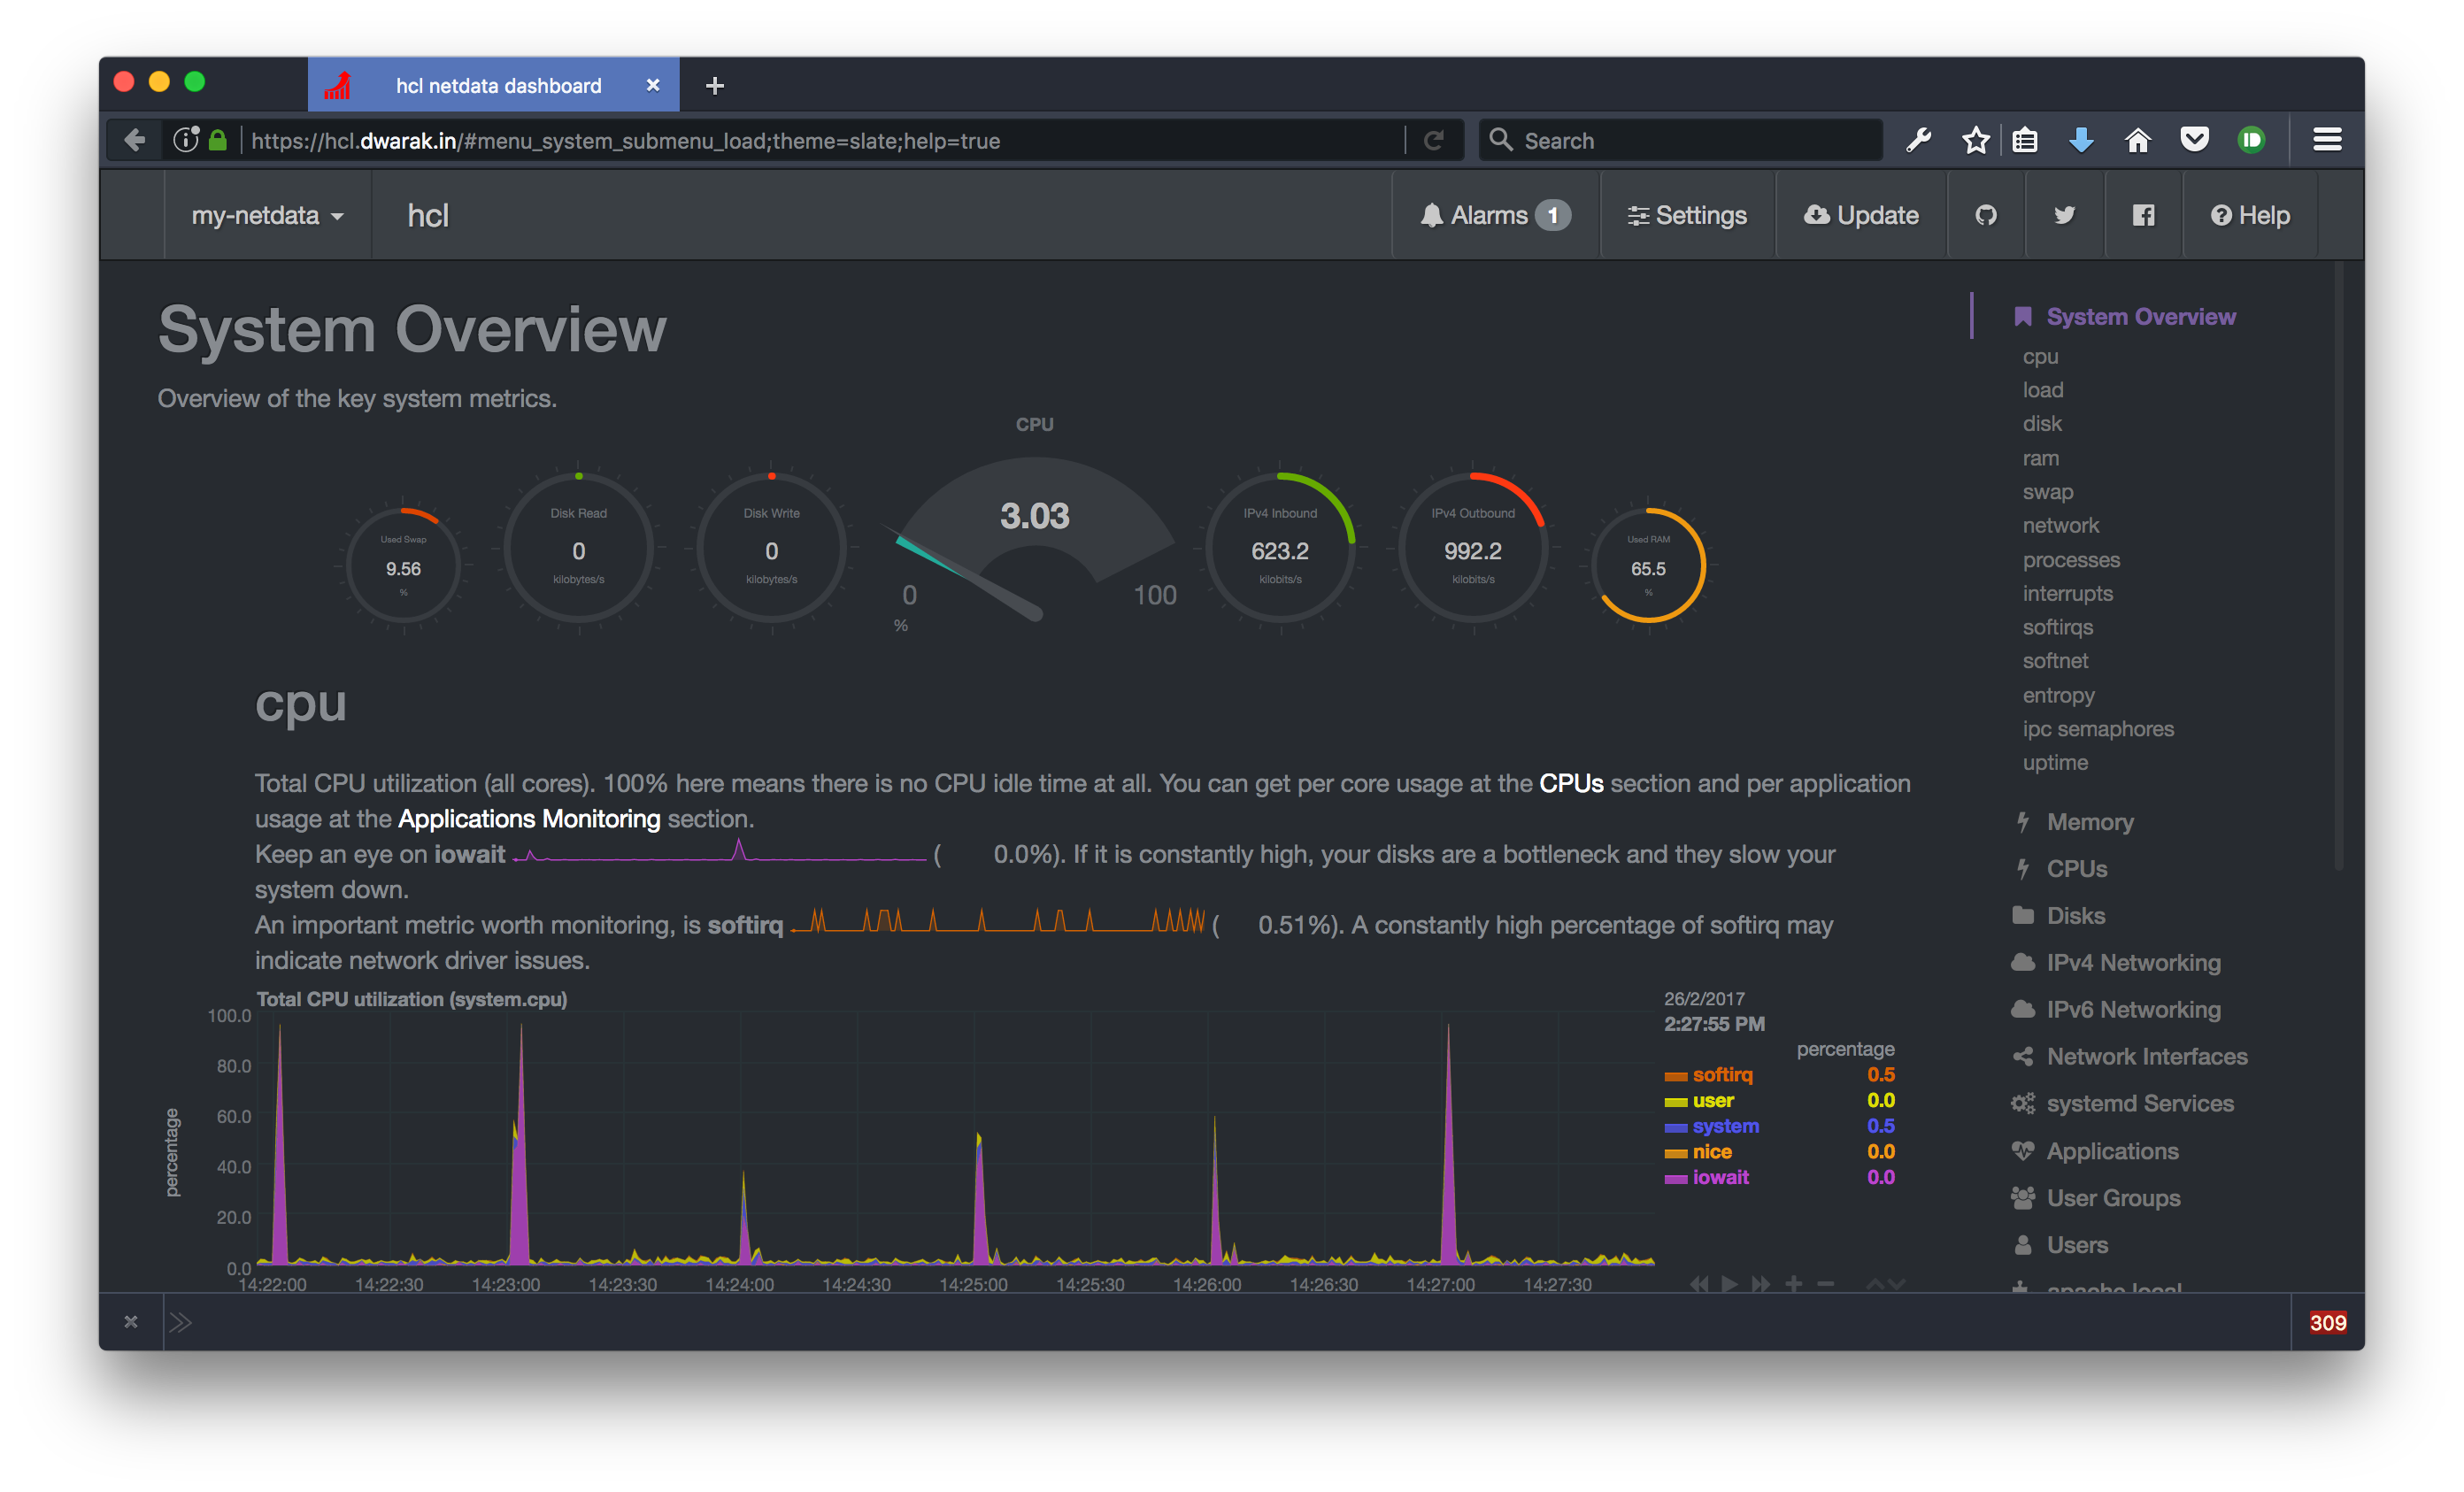 hcl netdata dashboard
https://hcl.dwarak.in/#menu_system_submenu_load;theme=slate;help=true
Search
my-netdata
hcl
Alarms 1
Settings
Update
Help
System Overview
Overview of the key system metrics.
Used Swap
9.56
%
Disk Read
0
kilobytes/s
Disk Write
0
kilobytes/s
CPU
3.03
0
100
%
IPv4 Inbound
623.2
kilobits/s
IPv4 Outbound
992.2
kilobits/s
Used RAM
65.5
%
cpu
Total CPU utilization (all cores). 100% here means there is no CPU idle time at all. You can get per core usage at the CPUs section and per application
usage at the Applications Monitoring section.
Keep an eye on iowait ( 0.0%). If it is constantly high, your disks are a bottleneck and they slow your
system down.
An important metric worth monitoring, is softirq ( 0.51%). A constantly high percentage of softirq may
indicate network driver issues.
Total CPU utilization (system.cpu)
percentage
100.0
80.0
60.0
40.0
20.0
0.0
14:22:00 14:22:30 14:23:00 14:23:30 14:24:00 14:24:30 14:25:00 14:25:30 14:26:00 14:26:30 14:27:00 14:27:30
26/2/2017
2:27:55 PM
percentage
softirq 0.5
user 0.0
system 0.5
nice 0.0
iowait 0.0
System Overview
cpu
load
disk
ram
swap
network
processes
interrupts
softirqs
softnet
entropy
ipc semaphores
uptime
Memory
CPUs
Disks
IPv4 Networking
IPv6 Networking
Network Interfaces
systemd Services
Applications
User Groups
Users
apache local
309